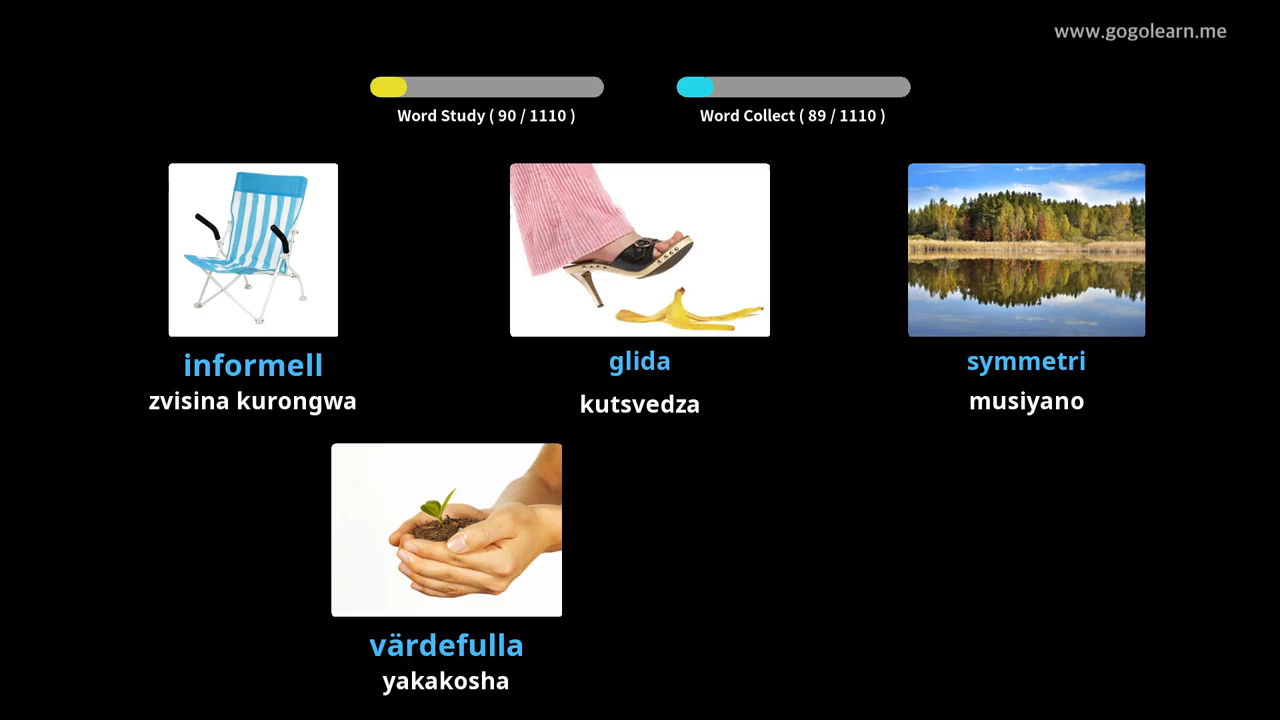 www.gogolearn.me
Word Study ( 90 / 1110 )
Word Collect ( 89 / 1110 )
informell
zvisina kurongwa
glida
kutsvedza
symmetri
musiyano
värdefulla
yakakosha